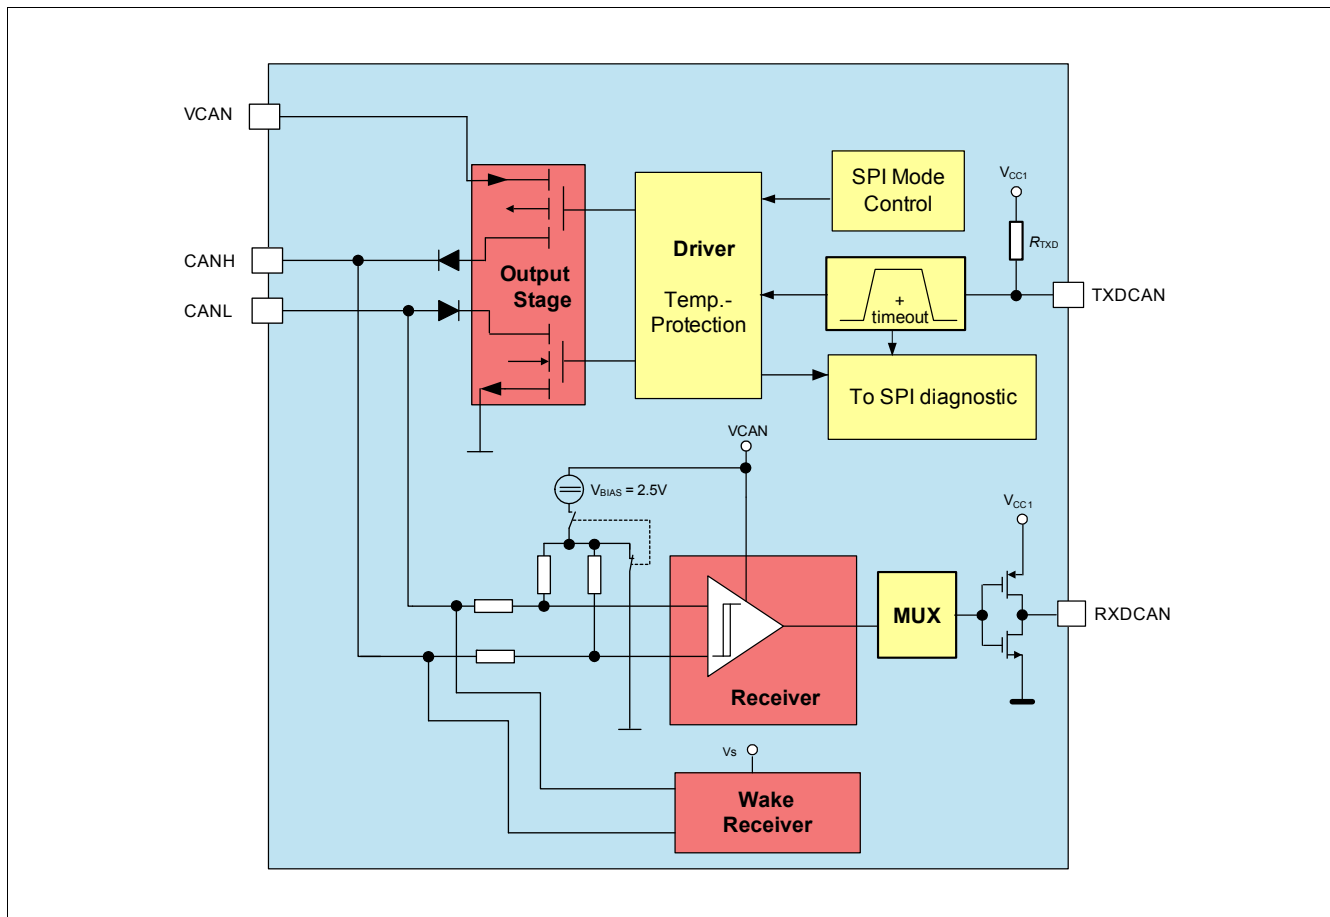 VCAN
SPI Mode
Control
VCC1
RTXD
CANH
CANL
Output
Stage
Driver
Temp.-
Protection
+
timeout
TXDCAN
To SPI diagnostic
VCAN
VBIAS = 2.5V
VCC1
MUX
RXDCAN
Receiver
Vs
Wake
Receiver